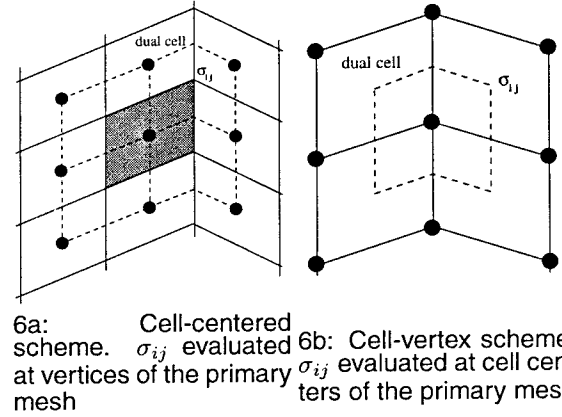 dual cell
σij
dual cell
σij
6a: Cell-centered
scheme. σij evaluated
at vertices of the primary
mesh
6b: Cell-vertex scheme
σij evaluated at cell cen-
ters of the primary mes